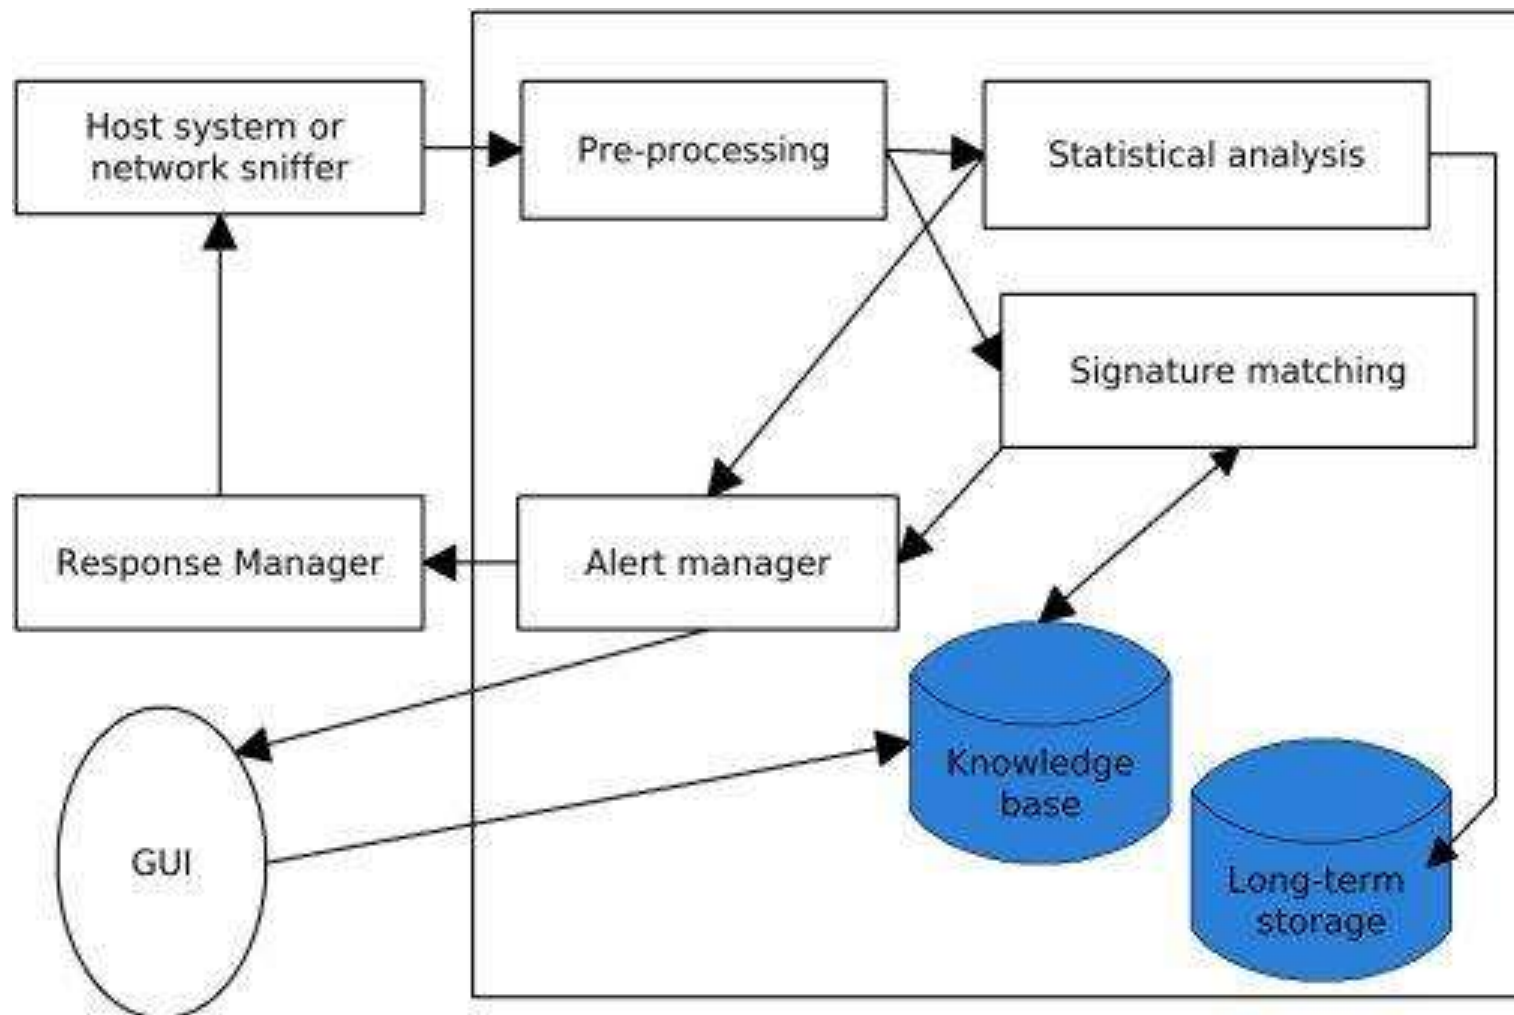 Host system or
network sniffer
Pre-processing
Statistical analysis
Signature matching
Response Manager
Alert manager
Knowledge
base
GUI
Long-term
storage